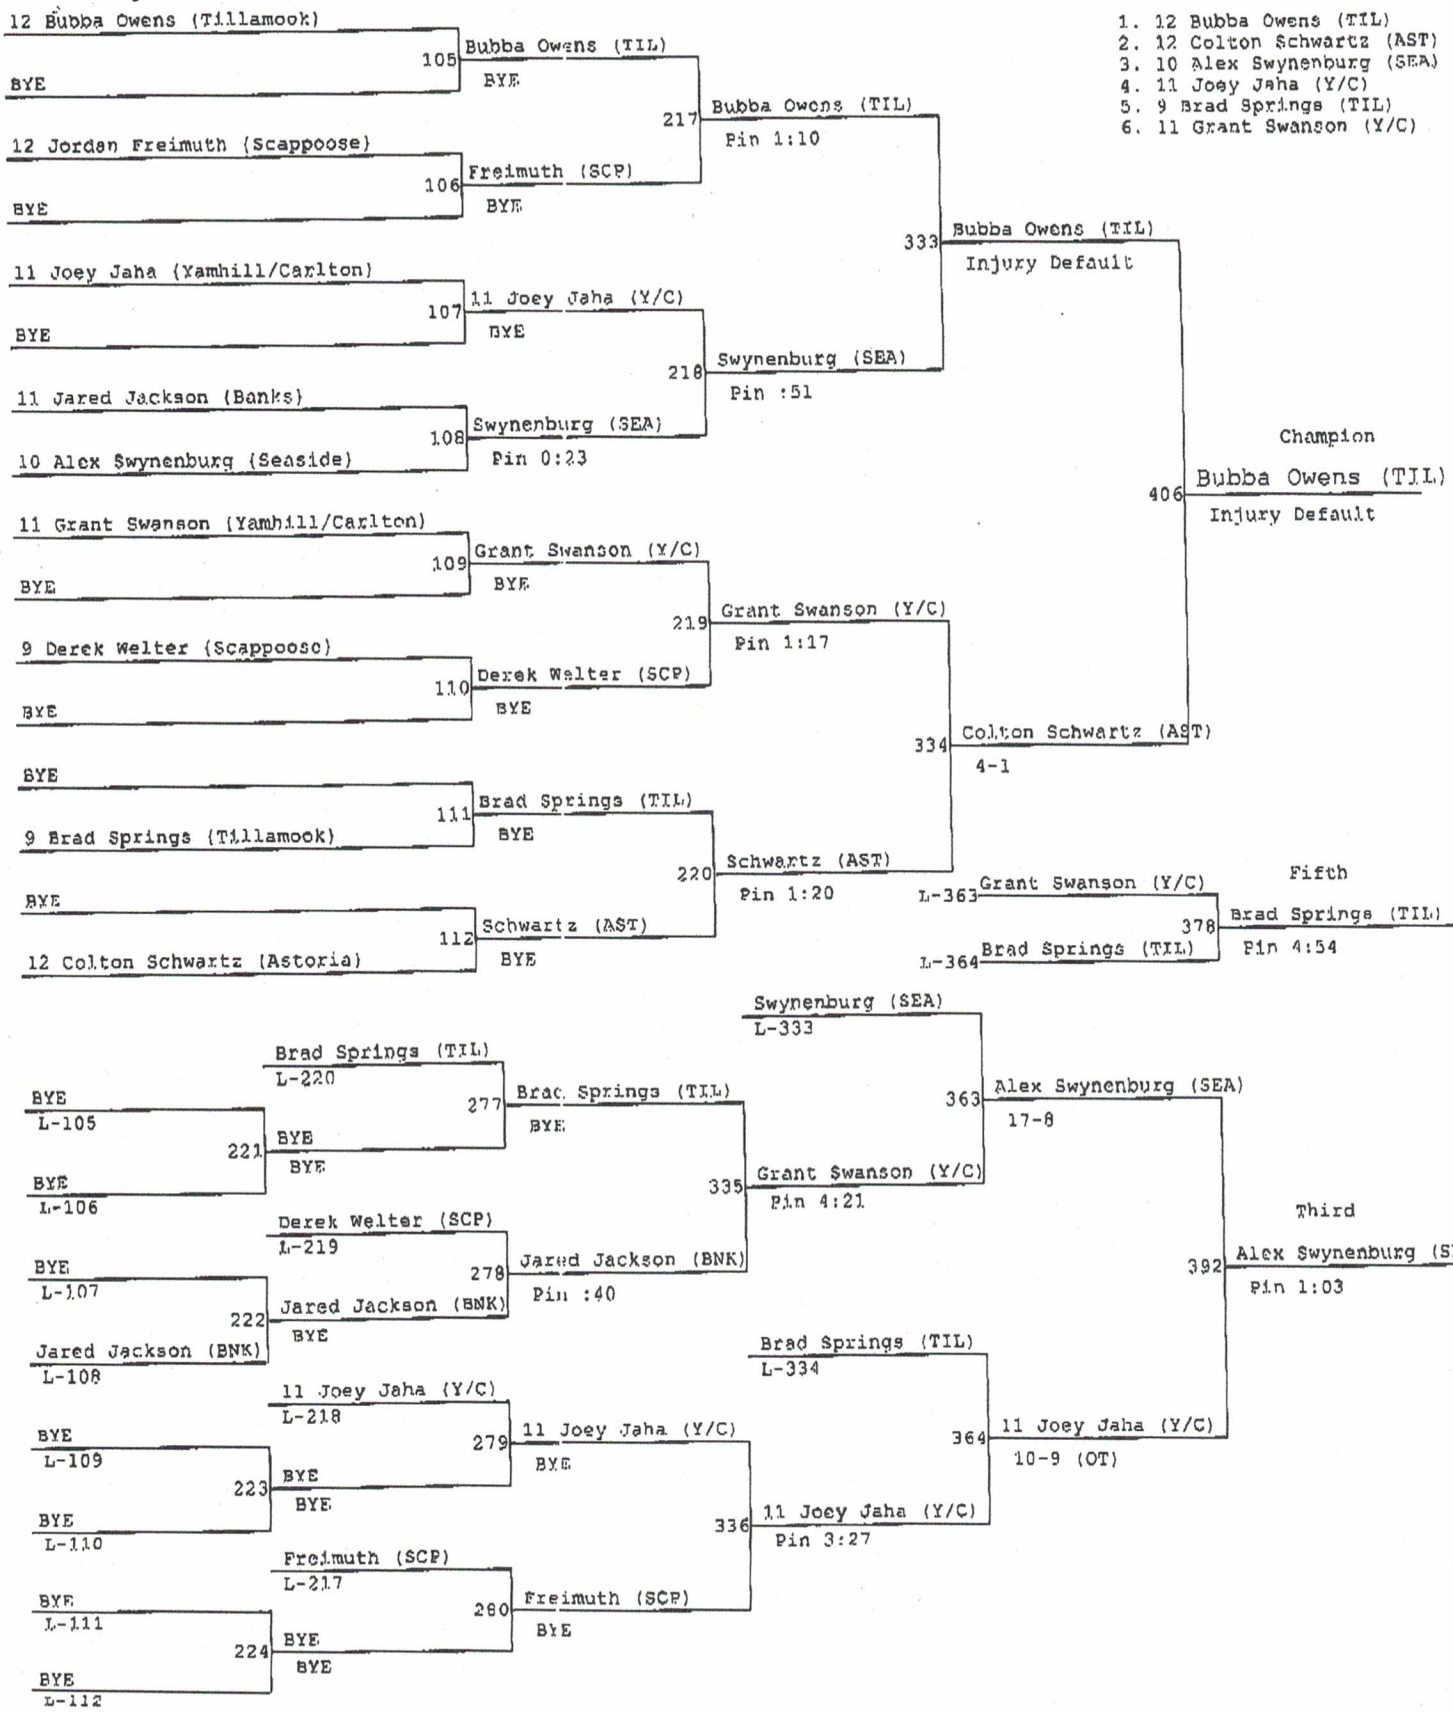 12 Bubba Owens (Tillamook)
1. 12 Bubba Owens (TIL)
2. 12 Colton Schwartz (AST)
3. 10 Alex Swynenburg (SEA)
4. 11 Joey Jaha (Y/C)
5. 9 Brad Springs (TIL)
6. 11 Grant Swanson (Y/C)
105 Bubba Owens (TIL)
BYE
BYE
217 Bubba Owens (TIL)
Pin 1:10
12 Jordan Freimuth (Scappoose)
106 Freimuth (SCP)
BYE
BYE
333 Bubba Owens (TIL)
Injury Default
11 Joey Jaha (Yamhill/Carlton)
107 11 Joey Jaha (Y/C)
BYE
BYE
218 Swynenburg (SEA)
Pin :51
11 Jared Jackson (Banks)
108 Swynenburg (SEA)
Pin 0:23
10 Alex Swynenburg (Seaside)
Champion
406 Bubba Owens (TIL)
Injury Default
11 Grant Swanson (Yamhill/Carlton)
109 Grant Swanson (Y/C)
BYE
BYE
219 Grant Swanson (Y/C)
Pin 1:17
9 Derek Welter (Scappoose)
110 Derek Welter (SCP)
BYE
BYE
334 Colton Schwartz (AST)
4-1
BYE
111 Brad Springs (TIL)
BYE
9 Brad Springs (Tillamook)
220 Schwartz (AST)
Pin 1:20
BYE
112 Schwartz (AST)
BYE
12 Colton Schwartz (Astoria)
Fifth
L-363 Grant Swanson (Y/C)
378 Brad Springs (TIL)
Pin 4:54
L-364 Brad Springs (TIL)
Swynenburg (SEA)
L-333
Brad Springs (TIL)
L-220
277 Brad Springs (TIL)
BYE
363 Alex Swynenburg (SEA)
17-8
BYE
L-105
221 BYE
BYE
BYE
L-106
335 Grant Swanson (Y/C)
Pin 4:21
Derek Welter (SCP)
L-219
278 Jared Jackson (BNK)
Pin :40
BYE
L-107
222 Jared Jackson (BNK)
BYE
Jared Jackson (BNK)
L-108
Third
392 Alex Swynenburg
Pin 1:03
Brad Springs (TIL)
L-334
11 Joey Jaha (Y/C)
L-218
279 11 Joey Jaha (Y/C)
BYE
364 11 Joey Jaha (Y/C)
10-9 (OT)
BYE
L-109
223 BYE
BYE
BYE
L-110
336 11 Joey Jaha (Y/C)
Pin 3:27
Freimuth (SCP)
L-217
280 Freimuth (SCP)
BYE
BYE
L-111
224 BYE
BYE
BYE
L-112